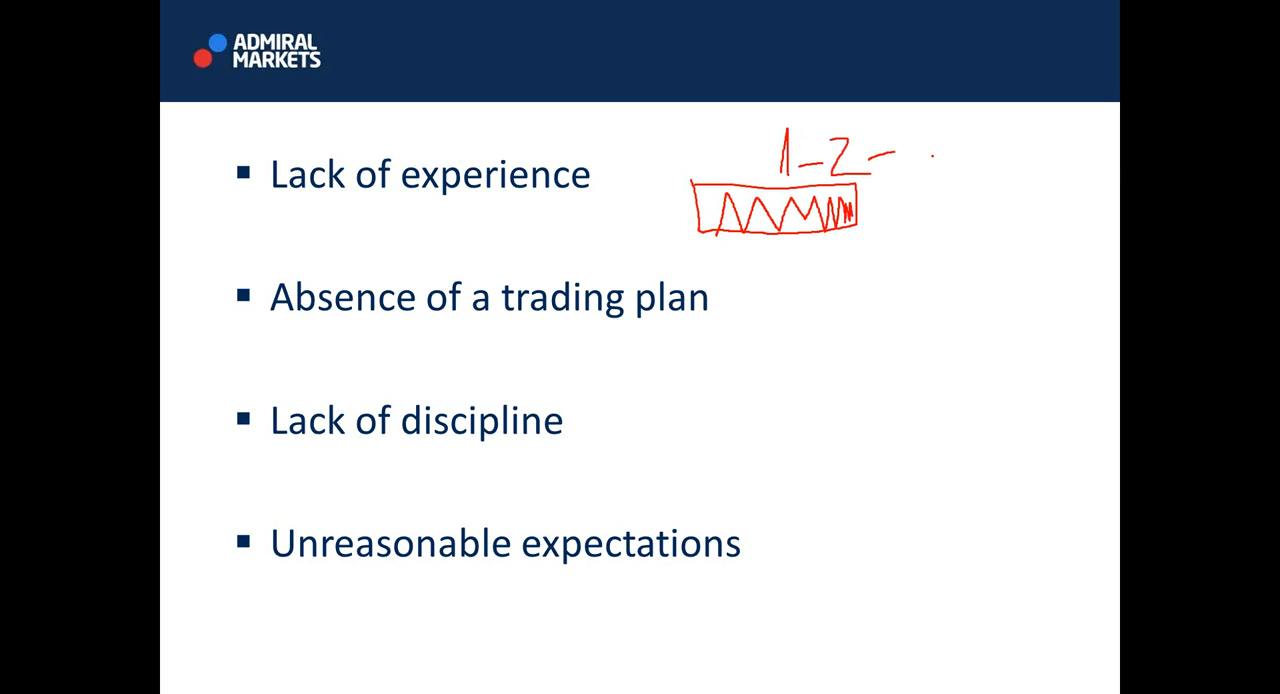 ADMIRAL
MARKETS
▪ Lack of experience
1-2-
▪ Absence of a trading plan
▪ Lack of discipline
▪ Unreasonable expectations